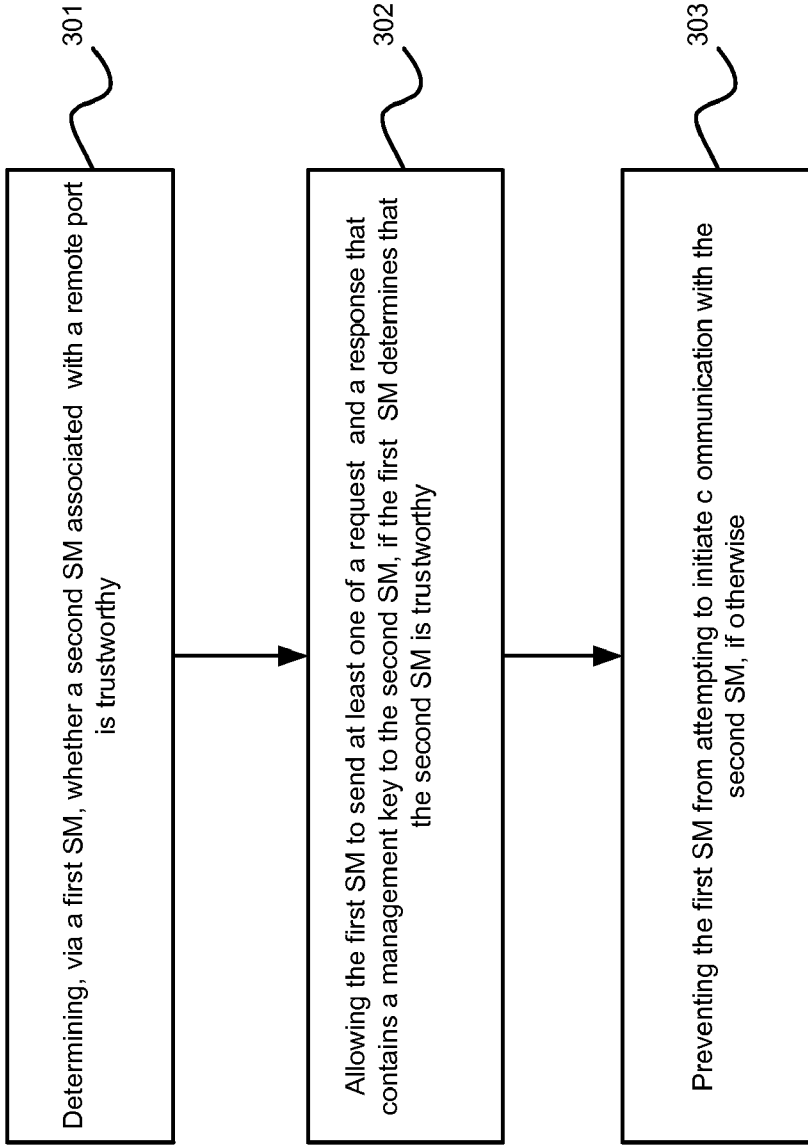 Determining, via a first SM, whether a second SM associated with a remote port
is trustworthy
301
Allowing the first SM to send at least one of a request and a response that
contains a management key to the second SM, if the first SM determines that
the second SM is trustworthy
302
Preventing the first SM from attempting to initiate c ommunication with the
second SM, if otherwise
303